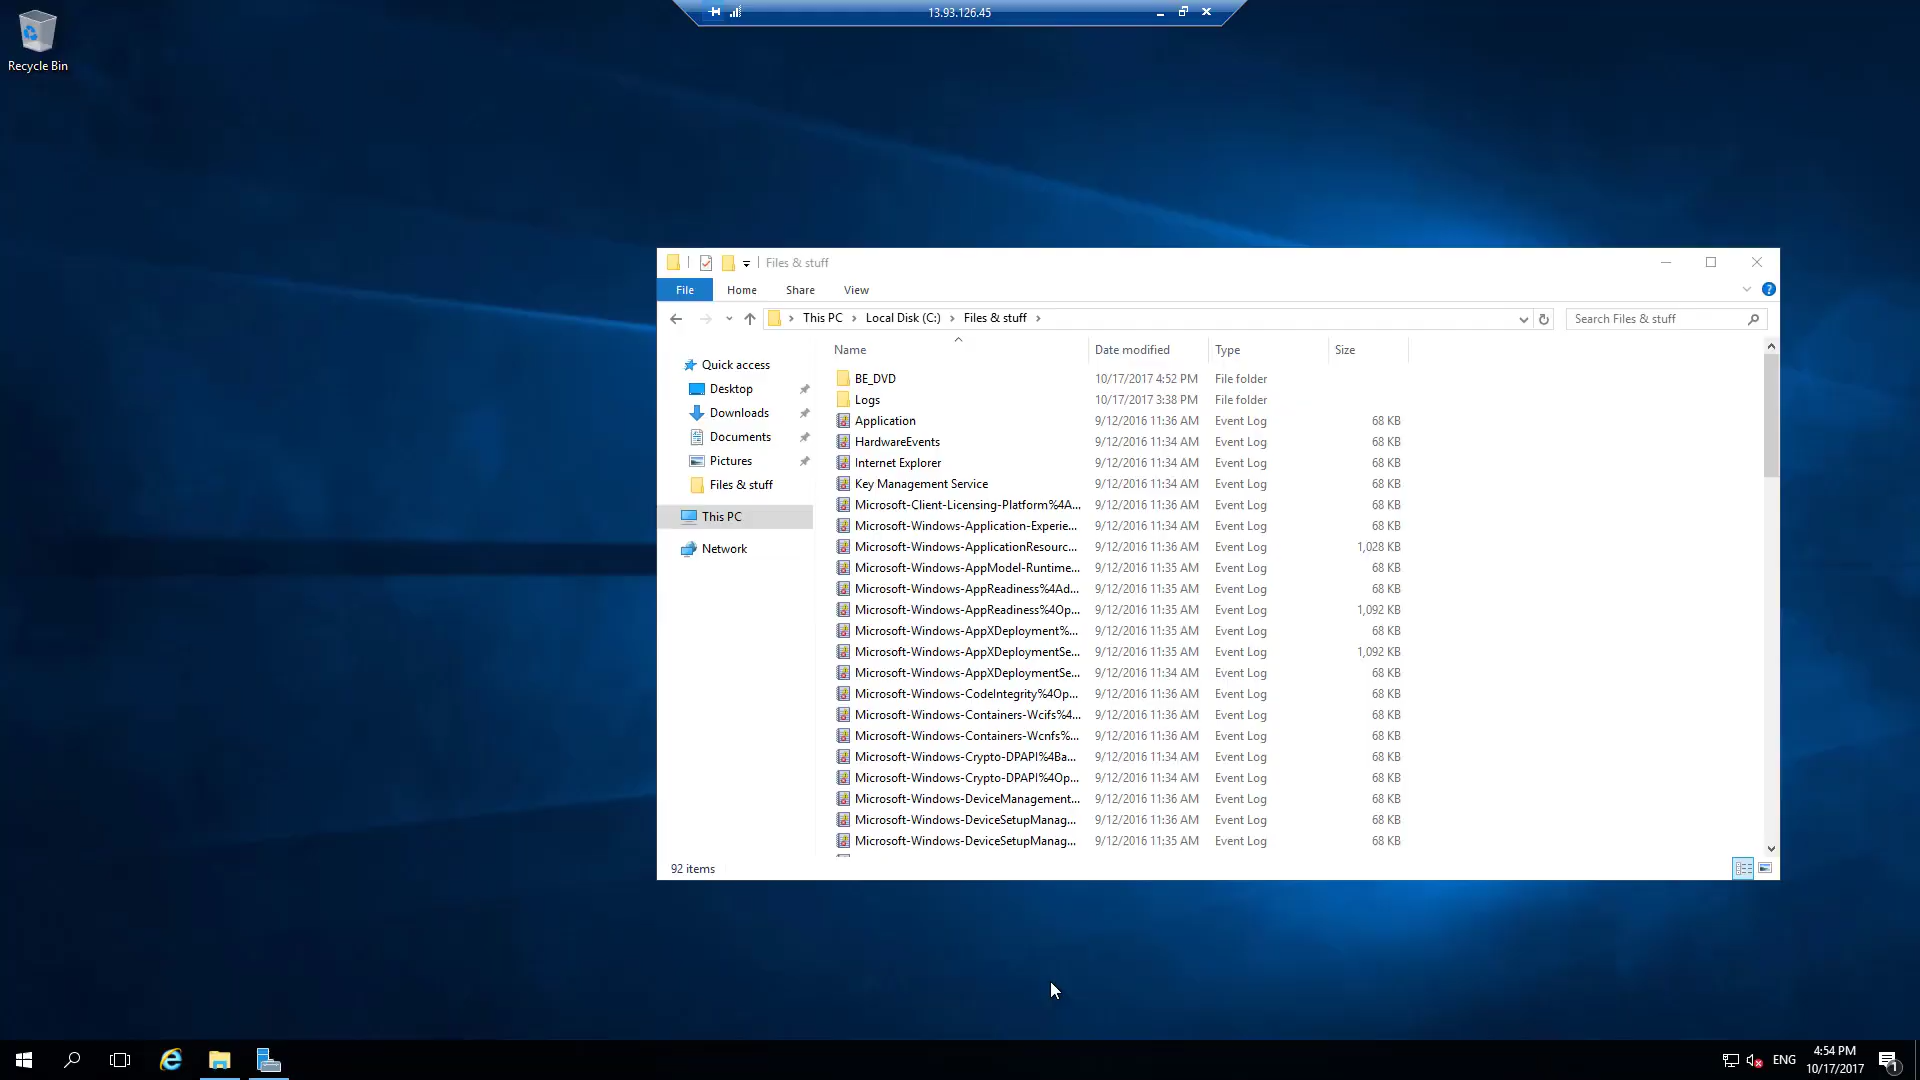 13.93.126.45
Recycle Bin
Files & stuff
File Home Share View
This PC Local Disk (C:) Files & stuff
Search Files & stuff
Name Date modified Type Size
Quick access
Desktop
Downloads
Documents
Pictures
Files & stuff
This PC
Network
BE_DVD 10/17/2017 4:52 PM File folder
Logs 10/17/2017 3:38 PM File folder
Application 9/12/2016 11:36 AM Event Log 68 KB
HardwareEvents 9/12/2016 11:34 AM Event Log 68 KB
Internet Explorer 9/12/2016 11:34 AM Event Log 68 KB
Key Management Service 9/12/2016 11:34 AM Event Log 68 KB
Microsoft-Client-Licensing-Platform%4A... 9/12/2016 11:36 AM Event Log 68 KB
Microsoft-Windows-Application-Experie... 9/12/2016 11:34 AM Event Log 68 KB
Microsoft-Windows-ApplicationResourc... 9/12/2016 11:36 AM Event Log 1,028 KB
Microsoft-Windows-AppModel-Runtime... 9/12/2016 11:35 AM Event Log 68 KB
Microsoft-Windows-AppReadiness%4Ad... 9/12/2016 11:35 AM Event Log 68 KB
Microsoft-Windows-AppReadiness%4Op... 9/12/2016 11:35 AM Event Log 1,092 KB
Microsoft-Windows-AppXDeployment%... 9/12/2016 11:35 AM Event Log 68 KB
Microsoft-Windows-AppXDeploymentSe... 9/12/2016 11:35 AM Event Log 1,092 KB
Microsoft-Windows-AppXDeploymentSe... 9/12/2016 11:34 AM Event Log 68 KB
Microsoft-Windows-CodeIntegrity%4Op... 9/12/2016 11:36 AM Event Log 68 KB
Microsoft-Windows-Containers-Wcifs%4... 9/12/2016 11:36 AM Event Log 68 KB
Microsoft-Windows-Containers-Wcnfs%... 9/12/2016 11:36 AM Event Log 68 KB
Microsoft-Windows-Crypto-DPAPI%4Ba... 9/12/2016 11:34 AM Event Log 68 KB
Microsoft-Windows-Crypto-DPAPI%4Op... 9/12/2016 11:34 AM Event Log 68 KB
Microsoft-Windows-DeviceManagement... 9/12/2016 11:36 AM Event Log 68 KB
Microsoft-Windows-DeviceSetupManag... 9/12/2016 11:36 AM Event Log 68 KB
Microsoft-Windows-DeviceSetupManag... 9/12/2016 11:35 AM Event Log 68 KB
92 items
ENG
4:54 PM
10/17/2017
1